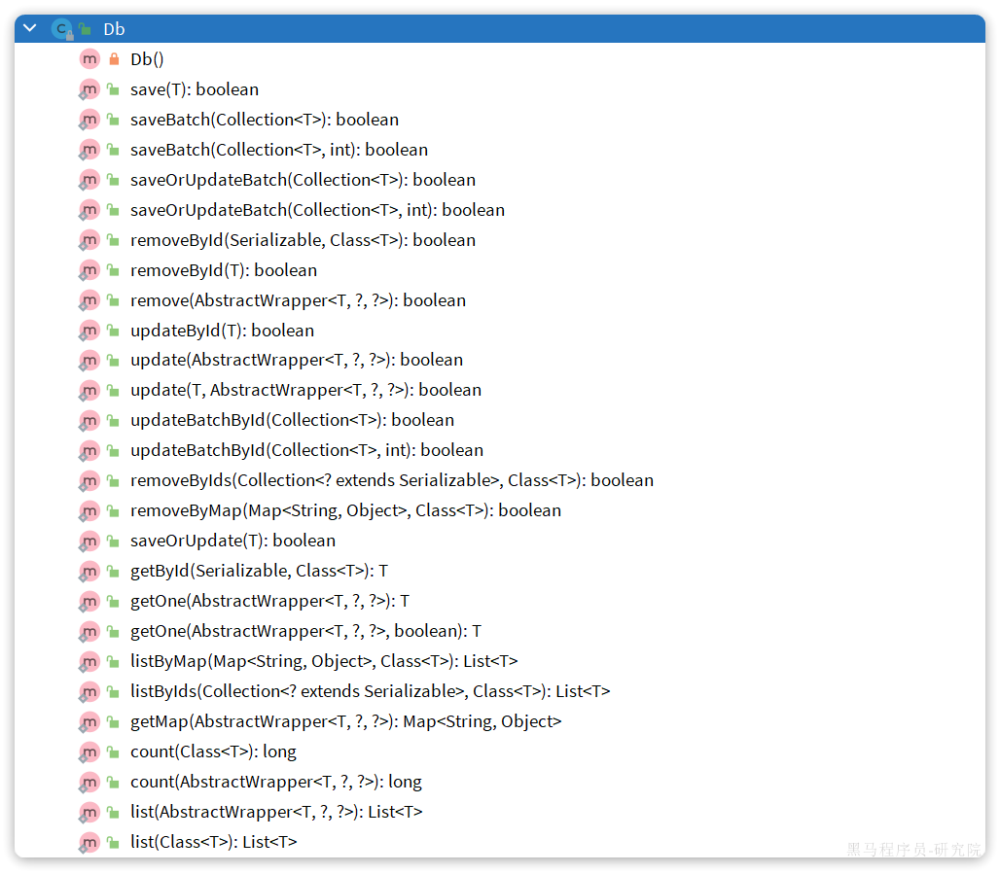 Db
Db()
save(T): boolean
saveBatch(Collection<T>): boolean
saveBatch(Collection<T>, int): boolean
saveOrUpdateBatch(Collection<T>): boolean
saveOrUpdateBatch(Collection<T>, int): boolean
removeById(Serializable, Class<T>): boolean
removeById(T): boolean
remove(AbstractWrapper<T, ?, ?>): boolean
updateById(T): boolean
update(AbstractWrapper<T, ?, ?>): boolean
update(T, AbstractWrapper<T, ?, ?>): boolean
updateBatchById(Collection<T>): boolean
updateBatchById(Collection<T>, int): boolean
removeByIds(Collection<? extends Serializable>, Class<T>): boolean
removeByMap(Map<String, Object>, Class<T>): boolean
saveOrUpdate(T): boolean
getById(Serializable, Class<T>): T
getOne(AbstractWrapper<T, ?, ?>): T
getOne(AbstractWrapper<T, ?, ?>, boolean): T
listByMap(Map<String, Object>, Class<T>): List<T>
listByIds(Collection<? extends Serializable>, Class<T>): List<T>
getMap(AbstractWrapper<T, ?, ?>): Map<String, Object>
count(Class<T>): long
count(AbstractWrapper<T, ?, ?>): long
list(AbstractWrapper<T, ?, ?>): List<T>
list(Class<T>): List<T>
黑马程序员-研究院